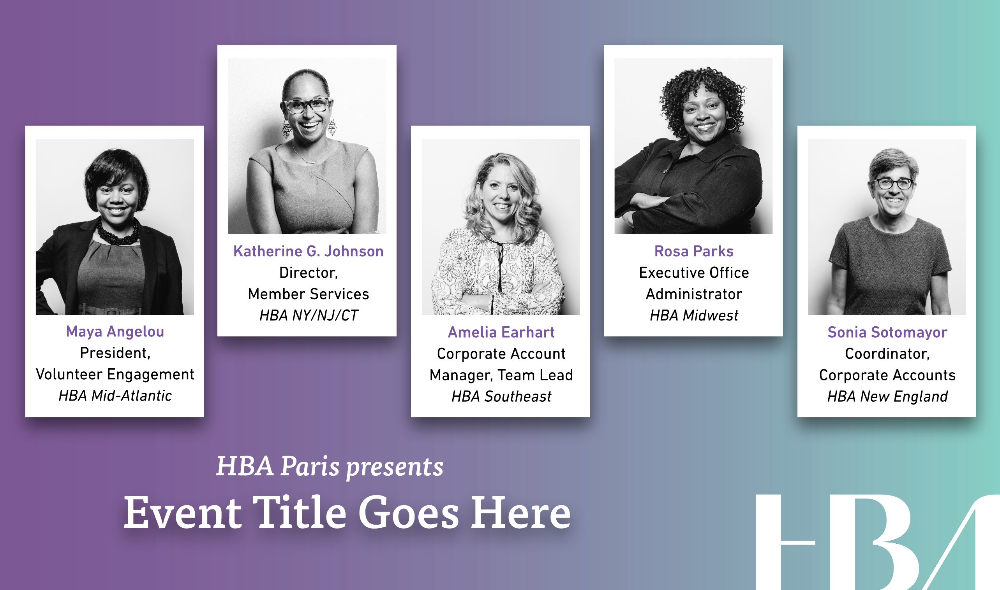 Maya Angelou
President,
Volunteer Engagement
HBA Mid-Atlantic
Katherine G. Johnson
Director,
Member Services
HBA NY/NJ/CT
Amelia Earhart
Corporate Account
Manager, Team Lead
HBA Southeast
Rosa Parks
Executive Office
Administrator
HBA Midwest
Sonia Sotomayor
Coordinator,
Corporate Accounts
HBA New England
HBA Paris presents
Event Title Goes Here
HBA